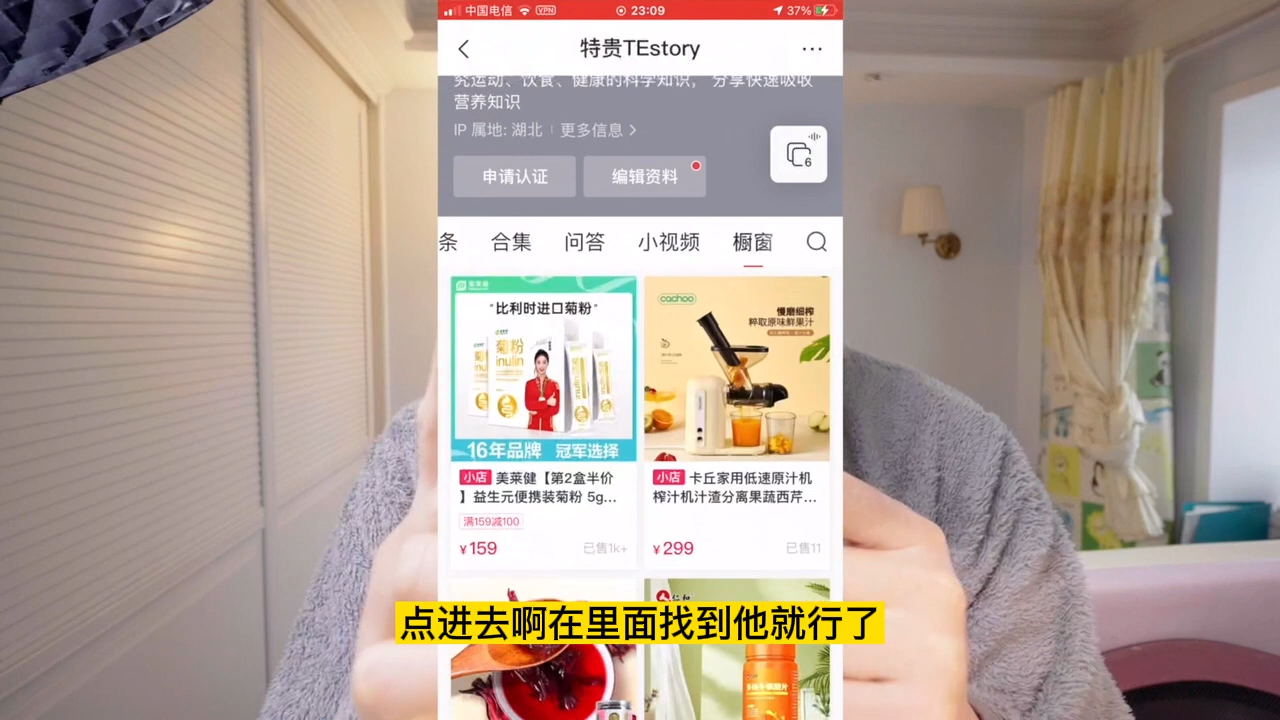 中国电信 VPN 23:09 37%
特贵TEstory
究运动、饮食、健康的科学知识，分享快速吸收
营养知识
IP 属地: 湖北 更多信息
申请认证 编辑资料
6
条 合集 问答 小视频 橱窗
“比利时进口菊粉”
菊粉
inulin
16年品牌 冠军选择
cachoo
慢磨细榨
粹取原味鲜果汁
小店 美莱健【第2盒半价
】益生元便携装菊粉 5g...
满159减100
¥159 已售1k+
小店 卡丘家用低速原汁机
榨汁机汁渣分离果蔬西芹...
¥299 已售11
仁和
点进去啊在里面找到他就行了